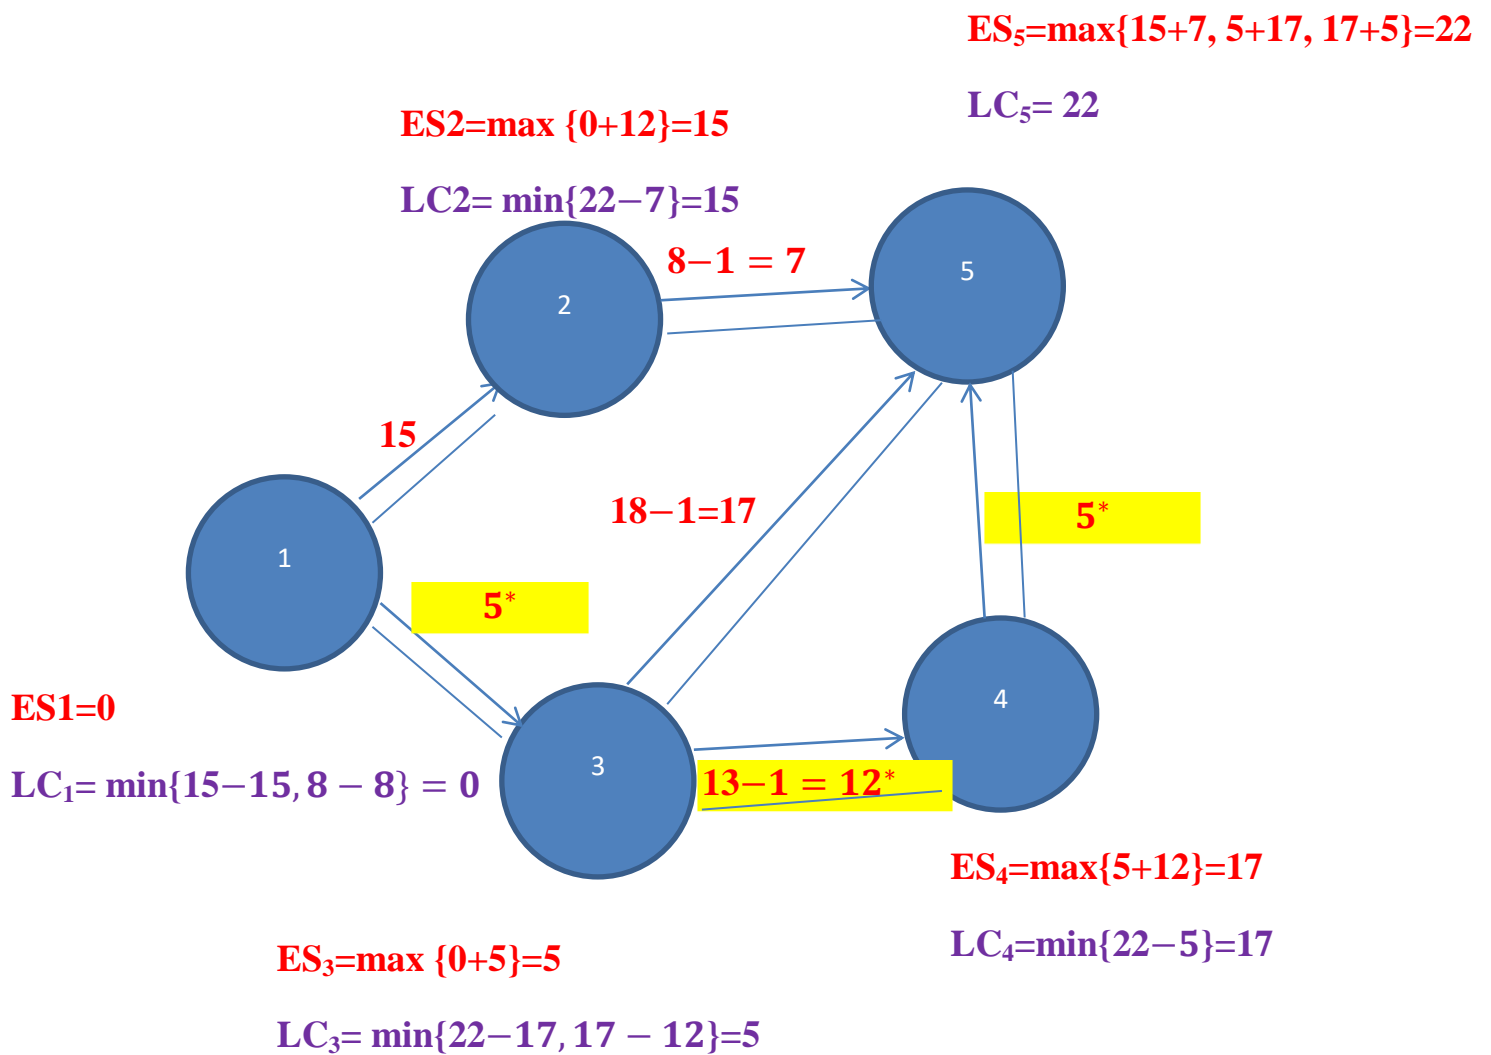 ES₅=max{15+7, 5+17, 17+5}=22
LC₅= 22
ES2=max {0+12}=15
LC2= min{22−7}=15
8−1 = 7
5
2
15
18−1=17
5*
1
5*
ES1=0
4
LC₁= min{15−15, 8 − 8} = 0
3
13−1 = 12*
ES₄=max{5+12}=17
LC₄=min{22−5}=17
ES₃=max {0+5}=5
LC₃= min{22−17, 17 − 12}=5